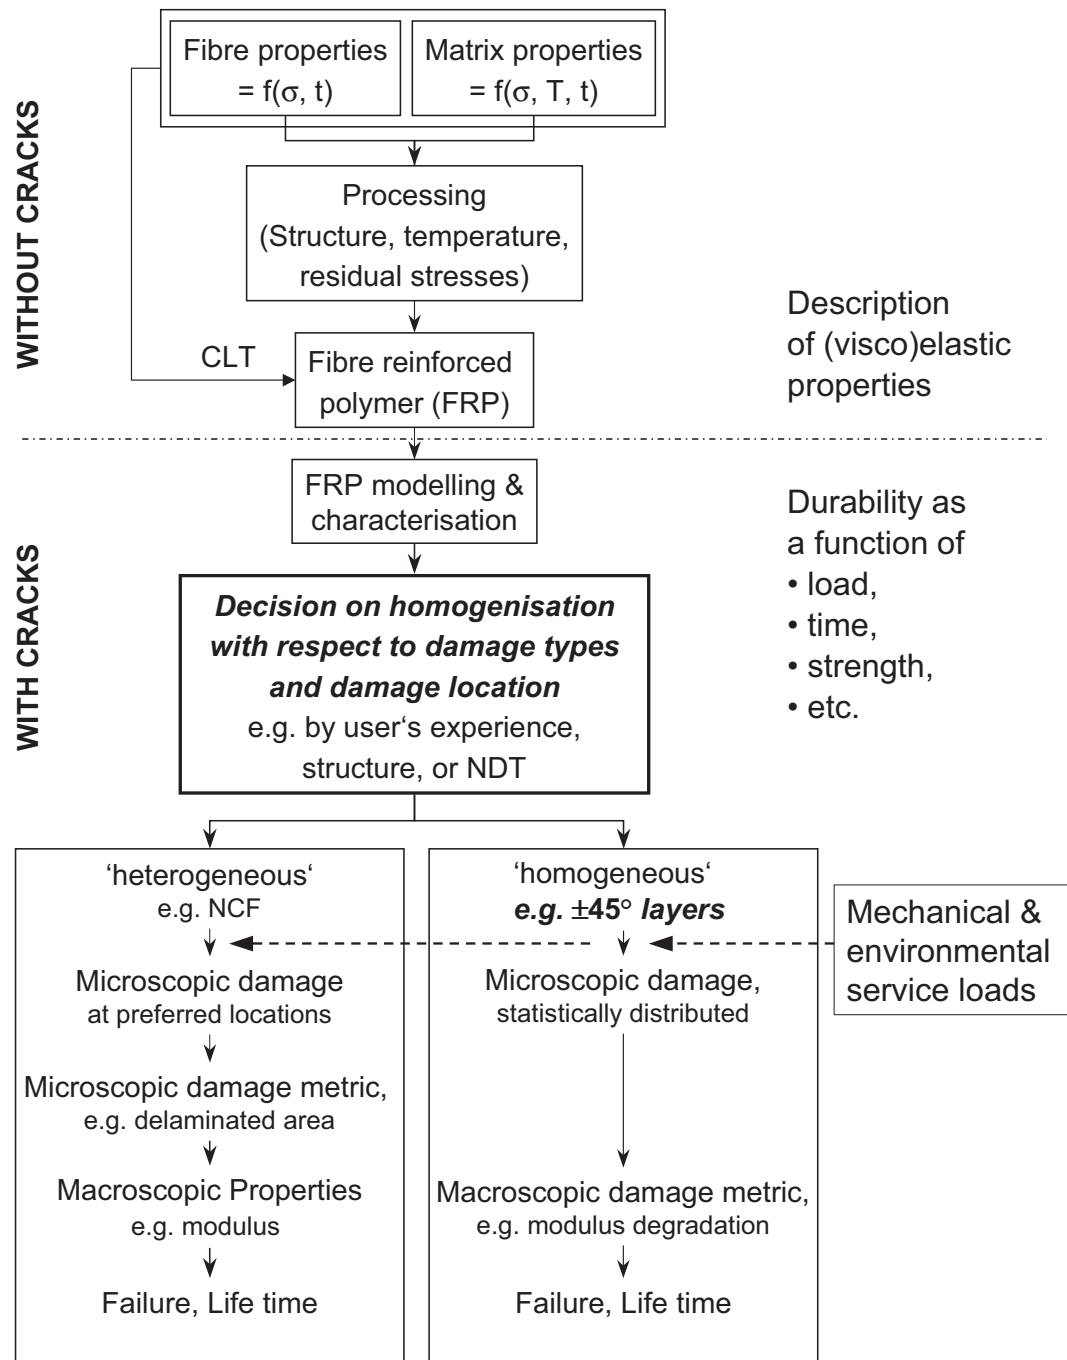 WITHOUT CRACKS
Fibre properties
= f(σ, t)
Matrix properties
= f(σ, T, t)
Processing
(Structure, temperature,
residual stresses)
CLT
Fibre reinforced
polymer (FRP)
Description
of (visco)elastic
properties
WITH CRACKS
FRP modelling &
characterisation
Decision on homogenisation
with respect to damage types
and damage location
e.g. by user's experience,
structure, or NDT
Durability as
a function of
• load,
• time,
• strength,
• etc.
‘heterogeneous‘
e.g. NCF
Microscopic damage
at preferred locations
Microscopic damage metric,
e.g. delaminated area
Macroscopic Properties
e.g. modulus
Failure, Life time
‘homogeneous‘
e.g. ±45° layers
Microscopic damage,
statistically distributed
Macroscopic damage metric,
e.g. modulus degradation
Failure, Life time
Mechanical &
environmental
service loads